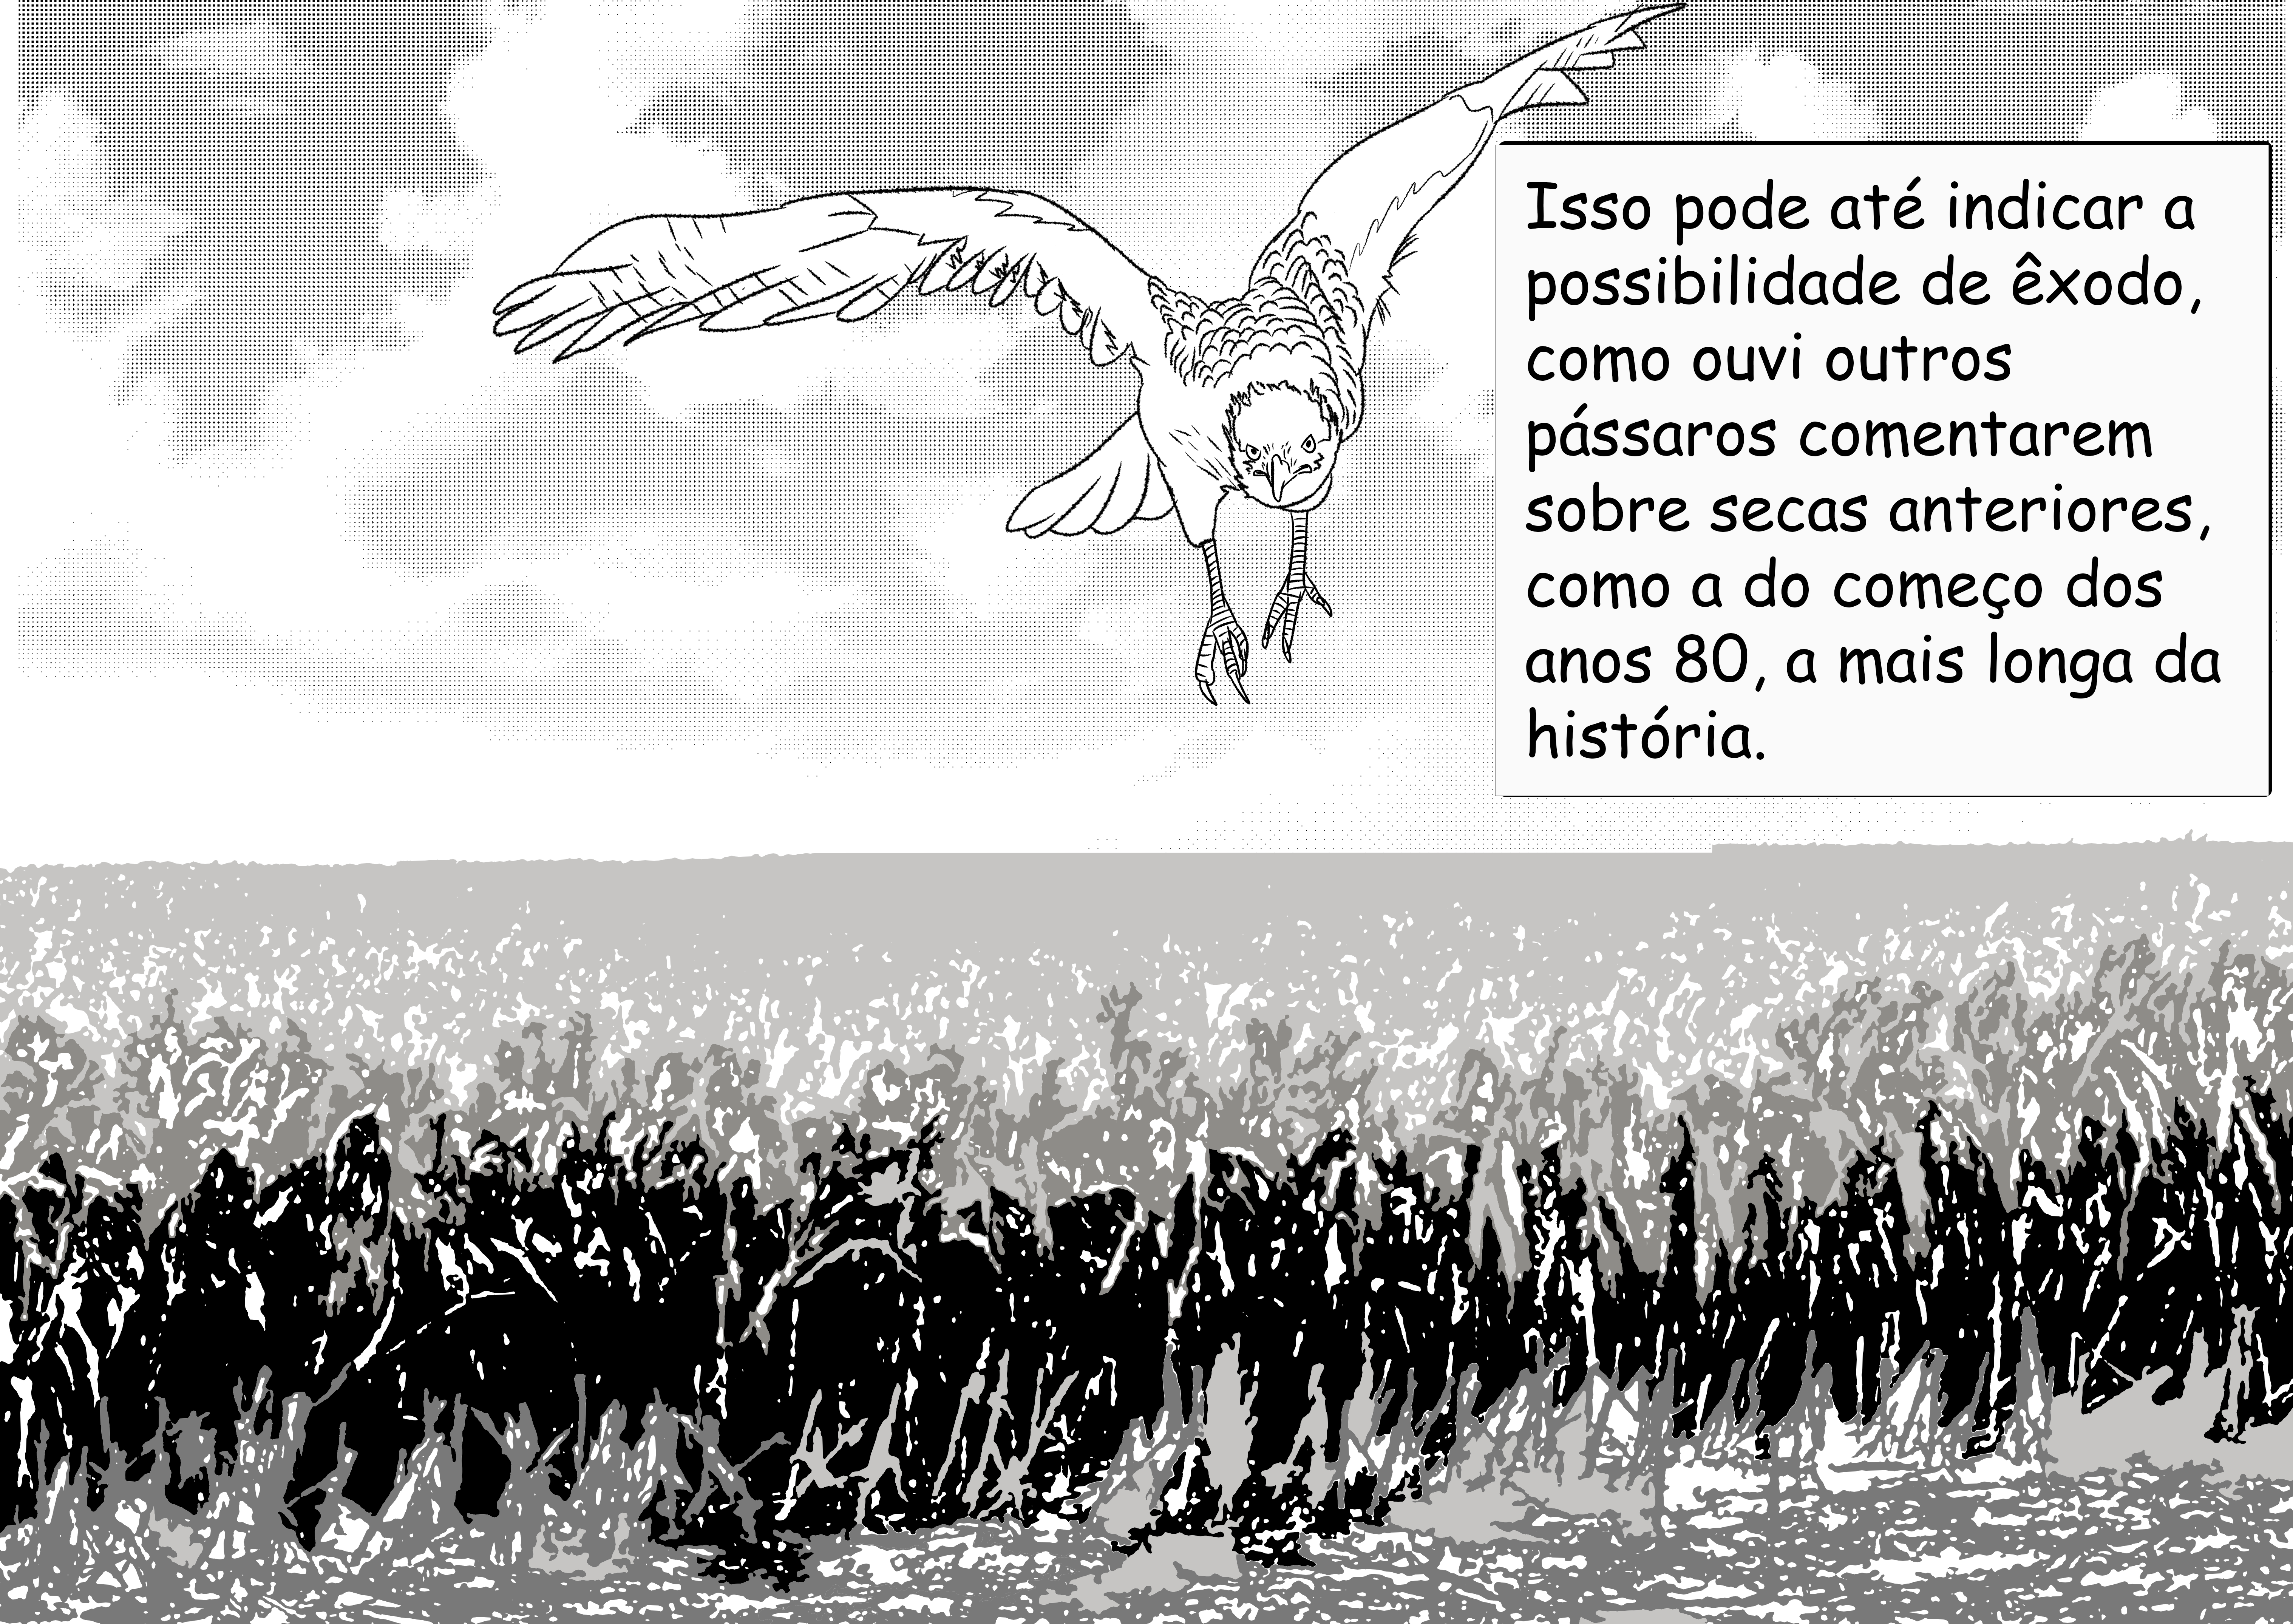 Isso pode até indicar a
possibilidade de êxodo,
como ouvi outros
pássaros comentarem
sobre secas anteriores,
como a do começo dos
anos 80, a mais longa da
história.